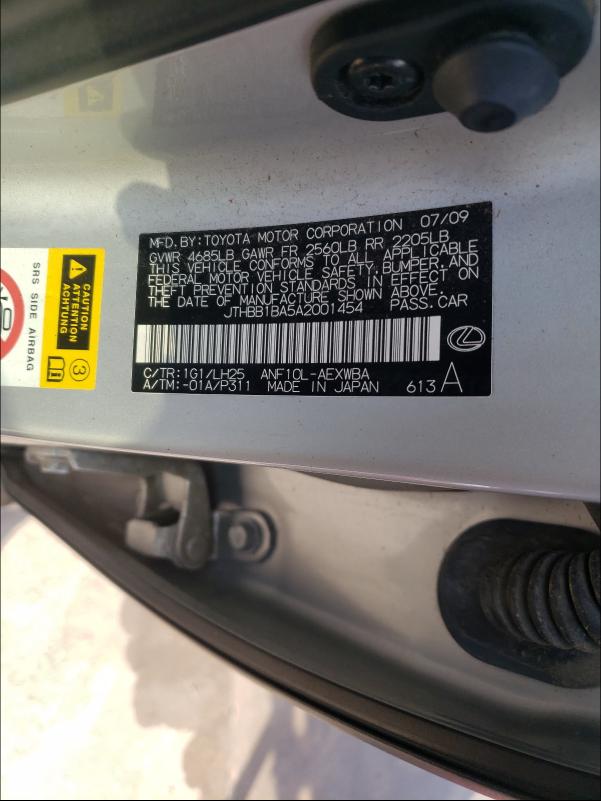 MFD.BY:TOYOTA MOTOR CORPORATION 07/09
GVWR 4685LB GAWR FR 2560LB RR 2205LB
THIS VEHICLE CONFORMS TO ALL APPLICABLE
FEDERAL MOTOR VEHICLE SAFETY,BUMPER,AND
THEFT PREVENTION STANDARDS IN EFFECT ON
THE DATE OF MANUFACTURE SHOWN ABOVE.
JTHBB1BA5A2001454 PASS.CAR
C/TR:1G1/LH25 ANF10L-AEXWBA
A/TM:-01A/P311 MADE IN JAPAN 613A
CAUTION
ATTENTION
ACHTUNG
3
SRS SIDE AIRBAG